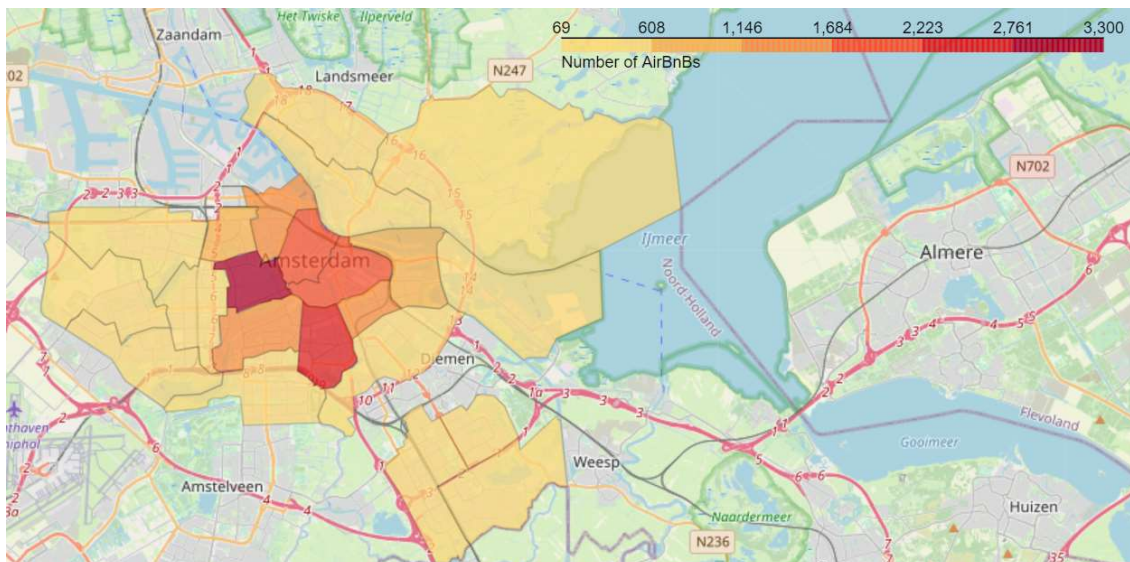 Het Twiske
Ilperveld
Zaandam
69 608 1,146 1,684 2,223 2,761 3,300
Number of AirBnBs
Landsmeer
N247
02
N702
IJmeer
Almere
Amsterdam
Noord-Holland
Diemen
Flevoland
Gooimeer
Weesp
Amstelveen
Huizen
Naardermeer
N236